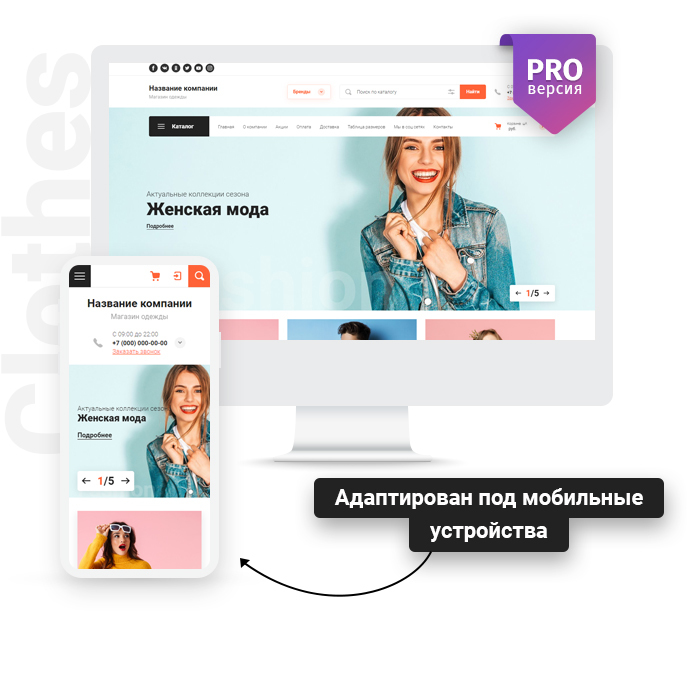 Clothes
PRO
версия
Название компании
Магазин одежды
Бренды
Поиск по каталогу
Найти
Каталог
Главная
О компании
Акции
Оплата
Доставка
Таблица размеров
Мы в соц.сетях
Контакты
Актуальные коллекции сезона
Женская мода
Подробнее
1/5
Название компании
Магазин одежды
С 09:00 до 22:00
+7 (000) 000-00-00
Заказать звонок
Актуальные коллекции сезо
Женская мода
Подробнее
1/5
Адаптирован под мобильные
устройства